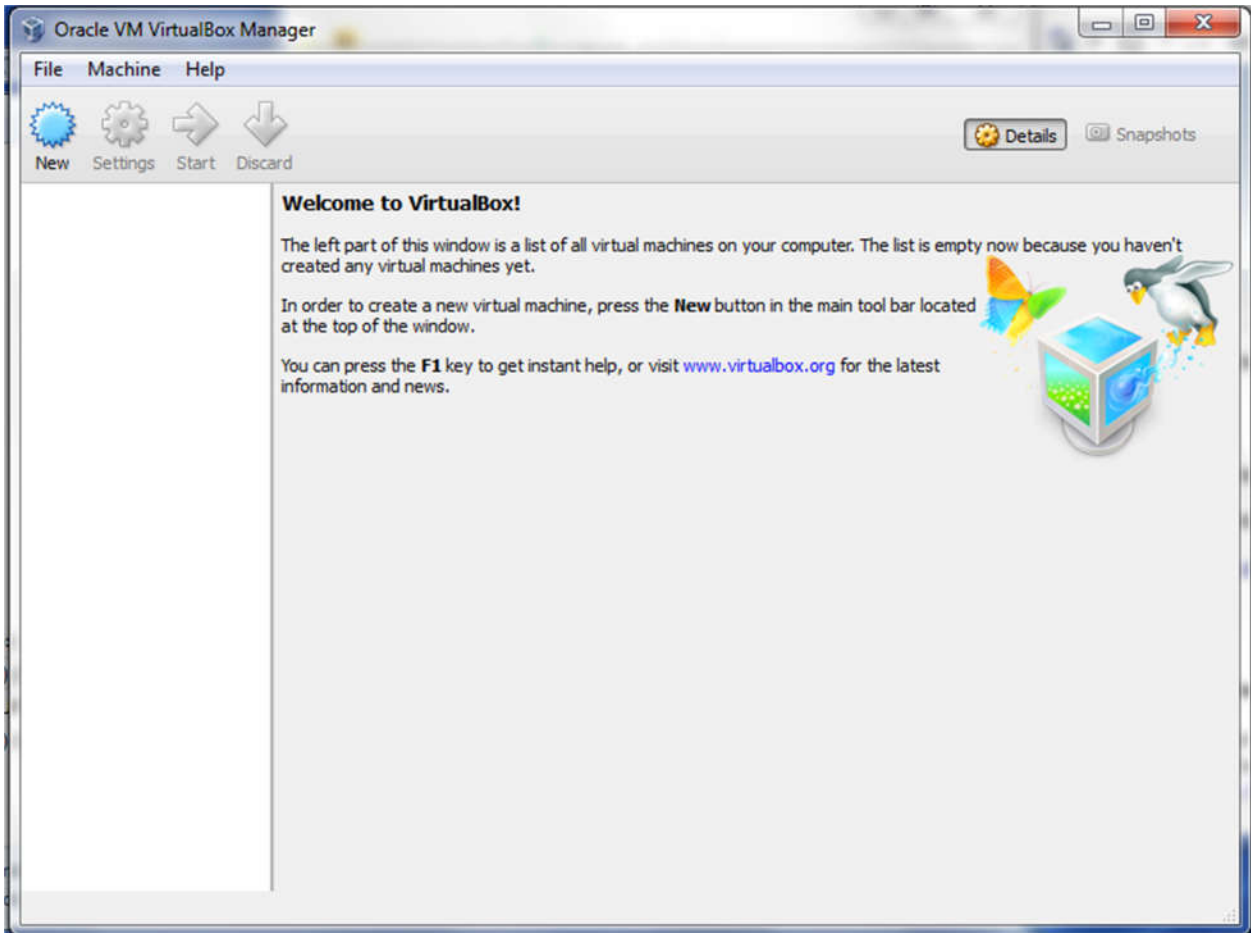 Oracle VM VirtualBox Manager
File Machine Help
New Settings Start Discard Details Snapshots
Welcome to VirtualBox!
The left part of this window is a list of all virtual machines on your computer. The list is empty now because you haven't
created any virtual machines yet.
In order to create a new virtual machine, press the New button in the main tool bar located
at the top of the window.
You can press the F1 key to get instant help, or visit www.virtualbox.org for the latest
information and news.